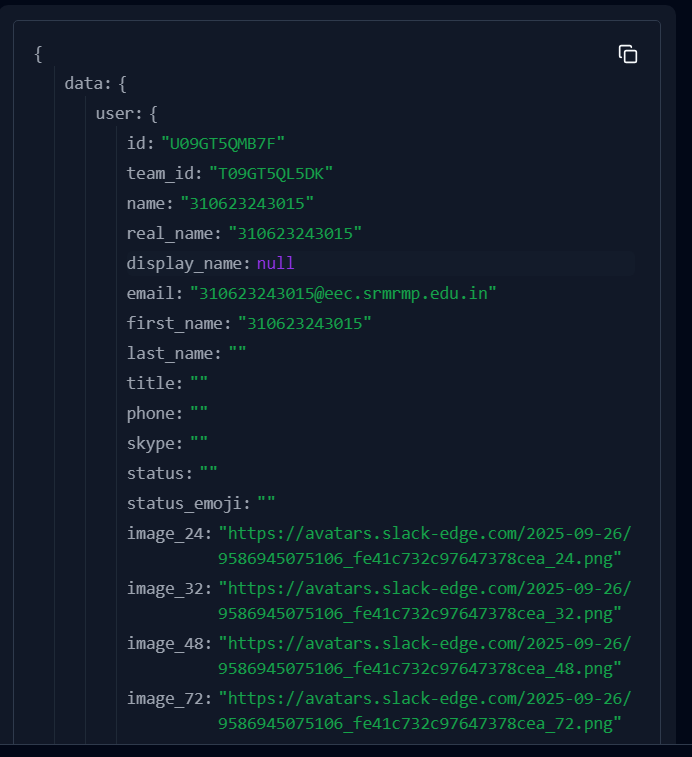 {
data: {
user: {
id: "U09GT5QMB7F"
team_id: "T09GT5QL5DK"
name: "310623243015"
real_name: "310623243015"
display_name: null
email: "310623243015@eec.srmrmp.edu.in"
first_name: "310623243015"
last_name: ""
title: ""
phone: ""
skype: ""
status: ""
status_emoji: ""
image_24: "https://avatars.slack-edge.com/2025-09-26/
9586945075106_fe41c732c97647378cea_24.png"
image_32: "https://avatars.slack-edge.com/2025-09-26/
9586945075106_fe41c732c97647378cea_32.png"
image_48: "https://avatars.slack-edge.com/2025-09-26/
9586945075106_fe41c732c97647378cea_48.png"
image_72: "https://avatars.slack-edge.com/2025-09-26/
9586945075106_fe41c732c97647378cea_72.png"